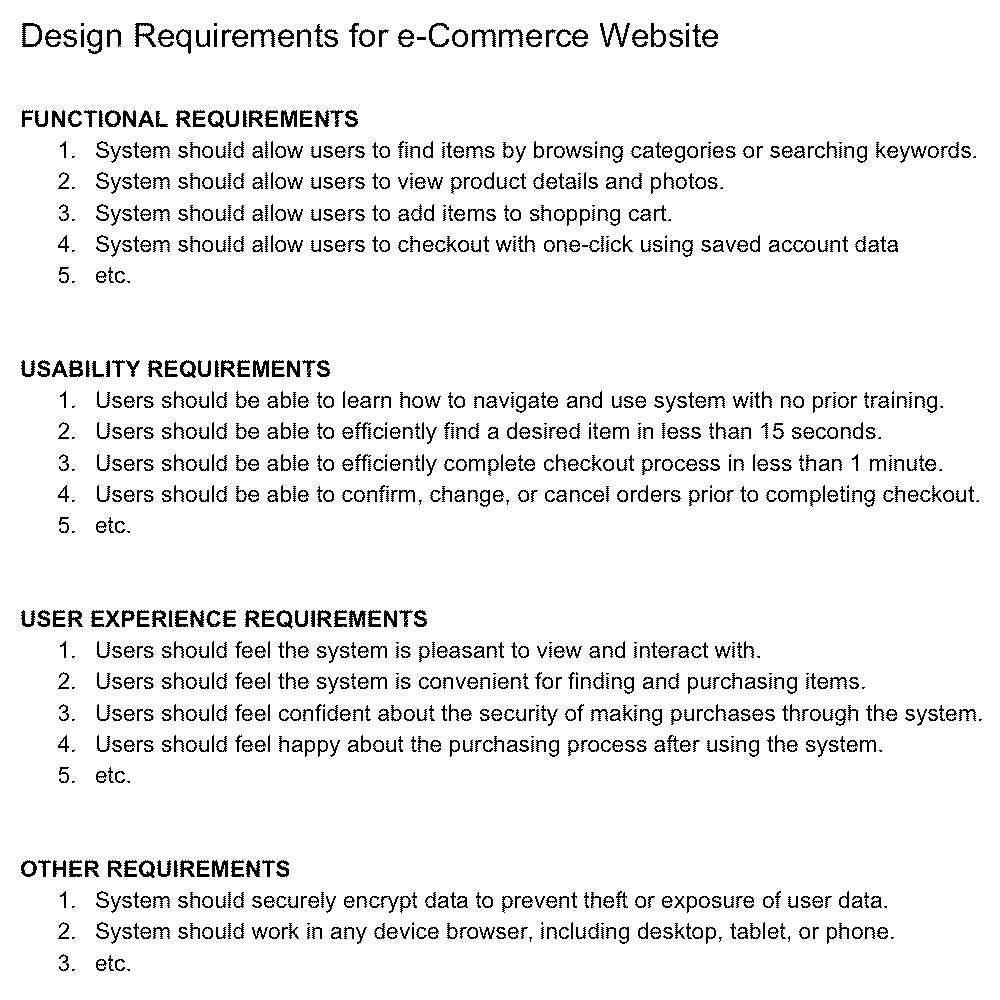 Design Requirements for e-Commerce Website
FUNCTIONAL REQUIREMENTS
1. System should allow users to find items by browsing categories or searching keywords.
2. System should allow users to view product details and photos.
3. System should allow users to add items to shopping cart.
4. System should allow users to checkout with one-click using saved account data
5. etc.
USABILITY REQUIREMENTS
1. Users should be able to learn how to navigate and use system with no prior training.
2. Users should be able to efficiently find a desired item in less than 15 seconds.
3. Users should be able to efficiently complete checkout process in less than 1 minute.
4. Users should be able to confirm, change, or cancel orders prior to completing checkout.
5. etc.
USER EXPERIENCE REQUIREMENTS
1. Users should feel the system is pleasant to view and interact with.
2. Users should feel the system is convenient for finding and purchasing items.
3. Users should feel confident about the security of making purchases through the system.
4. Users should feel happy about the purchasing process after using the system.
5. etc.
OTHER REQUIREMENTS
1. System should securely encrypt data to prevent theft or exposure of user data.
2. System should work in any device browser, including desktop, tablet, or phone.
3. etc.